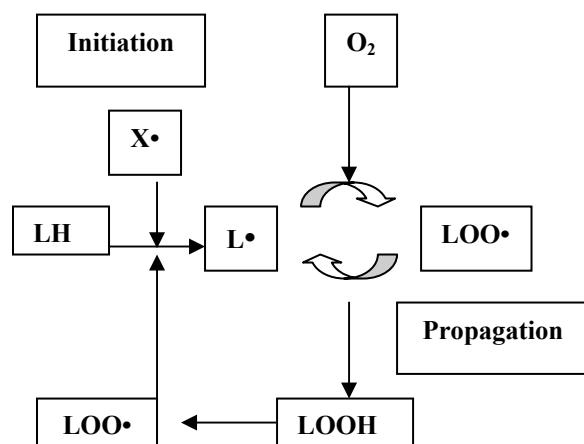 Initiation
O₂
X•
LH
L•
LOO•
Propagation
LOO•
LOOH